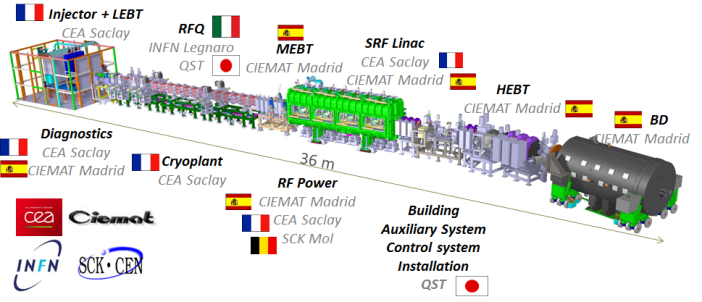 Injector + LEBT
CEA Saclay
RFQ
INFN Legnaro
QST
MEBT
CIEMAT Madrid
SRF Linac
CEA Saclay
CIEMAT Madrid
HEBT
CIEMAT Madrid
BD
CIEMAT Madrid
Diagnostics
CEA Saclay
CIEMAT Madrid
Cryoplant
CEA Saclay
36 m
RF Power
CIEMAT Madrid
CEA Saclay
SCK Mol
Building
Auxiliary System
Control system
Installation
QST
cea
Ciemat
INFN
SCK•CEN